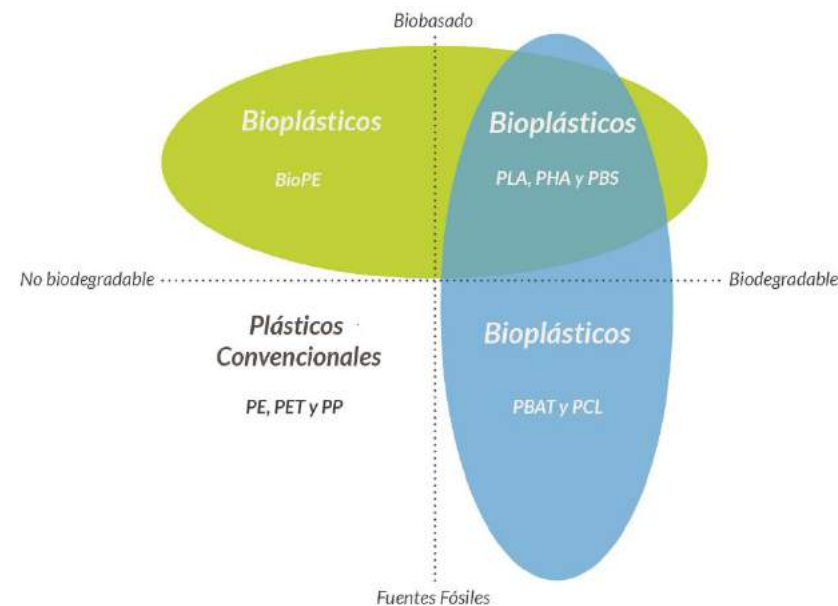 Biobasado
Bioplásticos
Bioplásticos
BioPE
PLA, PHA y PBS
No biodegradable
Biodegradable
Plásticos
Convencionales
Bioplásticos
PE, PET y PP
PBAT y PCL
Fuentes Fósiles